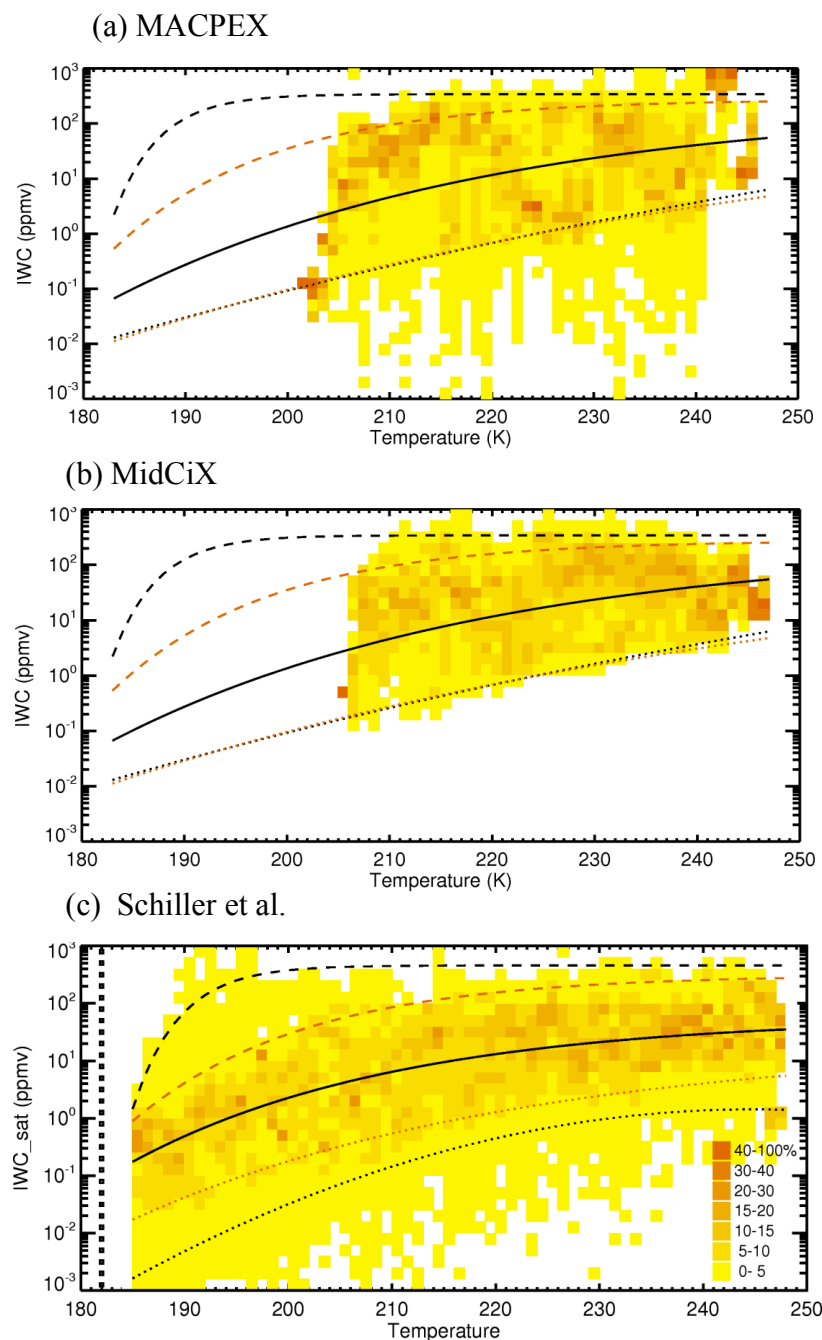 (a) MACPEX
10³
10²
10¹
10⁰
10⁻¹
10⁻²
10⁻³
IWC (ppmv)
180 190 200 210 220 230 240 250
Temperature (K)
(b) MidCiX
10³
10²
10¹
10⁰
10⁻¹
10⁻²
10⁻³
IWC (ppmv)
180 190 200 210 220 230 240 250
Temperature (K)
(c) Schiller et al.
10³
10²
10¹
10⁰
10⁻¹
10⁻²
10⁻³
IWC_sat (ppmv)
40-100%
30-40
20-30
15-20
10-15
5-10
0- 5
180 190 200 210 220 230 240 250
Temperature